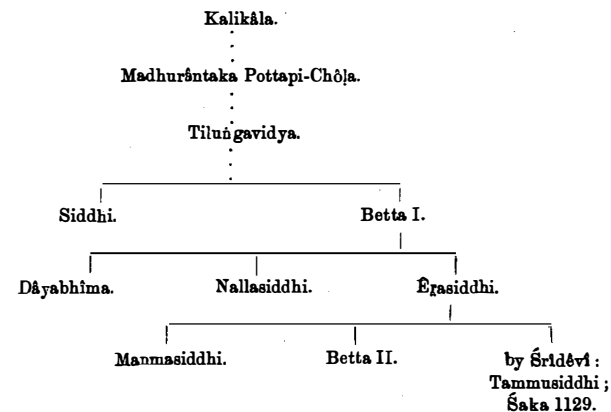 Kalikâla.
Madhurântaka Pottapi-Chôḷa.
Tiluṅgavidya.
Siddhi. Betta I.
Dâyabhîma. Nallasiddhi. Êṟasiddhi.
Manmasiddhi. Betta II. by Śrîdêvî :
Tammusiddhi ;
Śaka 1129.